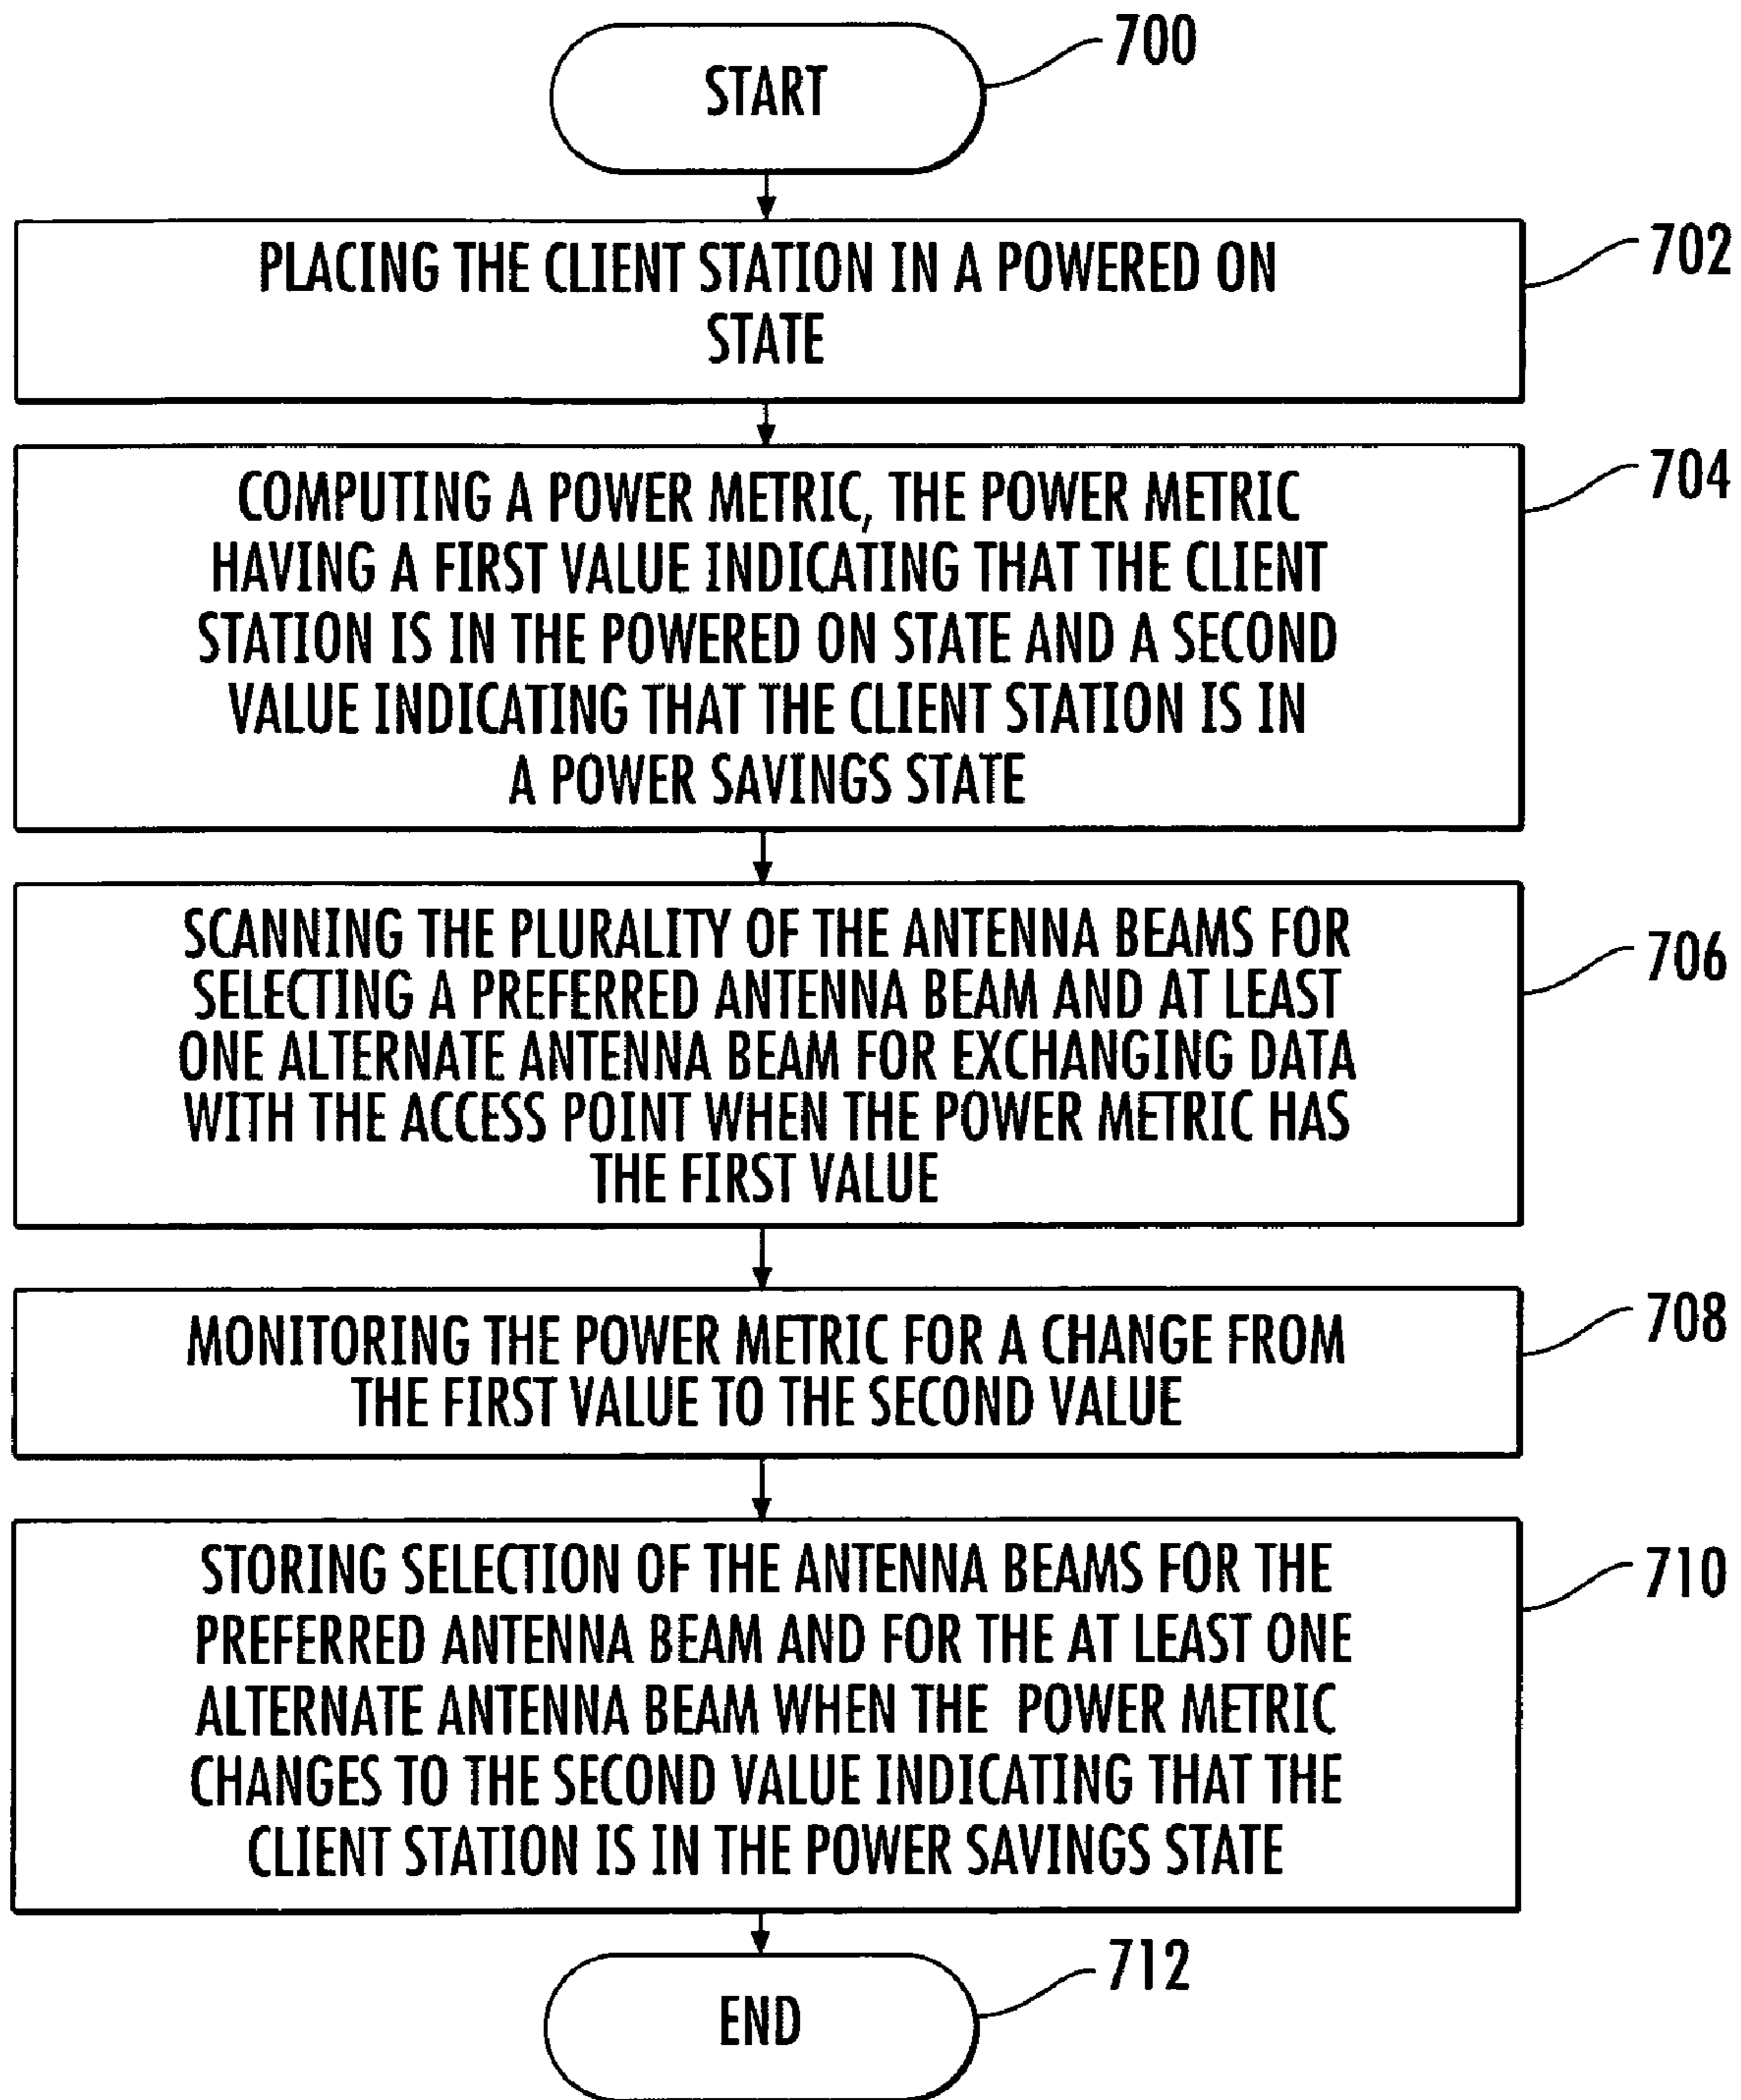 START
700
PLACING THE CLIENT STATION IN A POWERED ON
STATE
702
COMPUTING A POWER METRIC, THE POWER METRIC
HAVING A FIRST VALUE INDICATING THAT THE CLIENT
STATION IS IN THE POWERED ON STATE AND A SECOND
VALUE INDICATING THAT THE CLIENT STATION IS IN
A POWER SAVINGS STATE
704
SCANNING THE PLURALITY OF THE ANTENNA BEAMS FOR
SELECTING A PREFERRED ANTENNA BEAM AND AT LEAST
ONE ALTERNATE ANTENNA BEAM FOR EXCHANGING DATA
WITH THE ACCESS POINT WHEN THE POWER METRIC HAS
THE FIRST VALUE
706
MONITORING THE POWER METRIC FOR A CHANGE FROM
THE FIRST VALUE TO THE SECOND VALUE
708
STORING SELECTION OF THE ANTENNA BEAMS FOR THE
PREFERRED ANTENNA BEAM AND FOR THE AT LEAST ONE
ALTERNATE ANTENNA BEAM WHEN THE POWER METRIC
CHANGES TO THE SECOND VALUE INDICATING THAT THE
CLIENT STATION IS IN THE POWER SAVINGS STATE
710
END
712